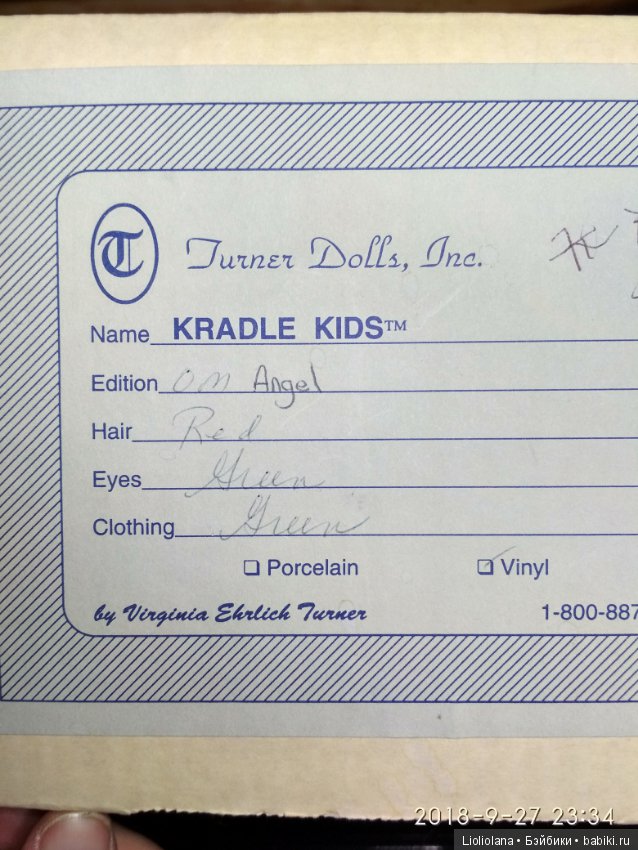 T Turner Dolls, Inc.
Name KRADLE KIDS™
Edition OM Angel
Hair Red
Eyes Green
Clothing Green
❏ Porcelain ❏ Vinyl
by Virginia Ehrlich Turner 1-800-887
2018-9-27 23:34
Lioliolana • Бэйбики • babiki.ru